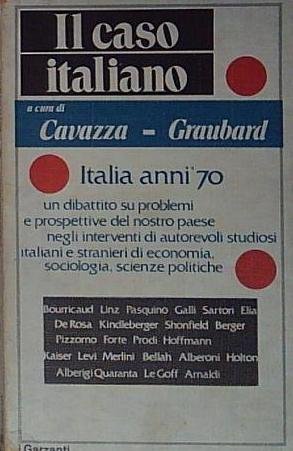 Il caso
italiano
a cura di
Cavazza - Graubard
Italia anni '70
un dibattito su problemi
e prospettive del nostro paese
negli interventi di autorevoli studiosi
italiani e stranieri di economia,
sociologia, scienze politiche
Bourricaud Linz Pasquino Galli Sartori Elia
De Rosa Kindleberger Shonfield Berger
Pizzorno Forte Prodi Hoffmann
Kaiser Levi Merlini Bellah Alberoni Holton
Alberigi Quaranta Le Goff Arnaldi
Garzanti